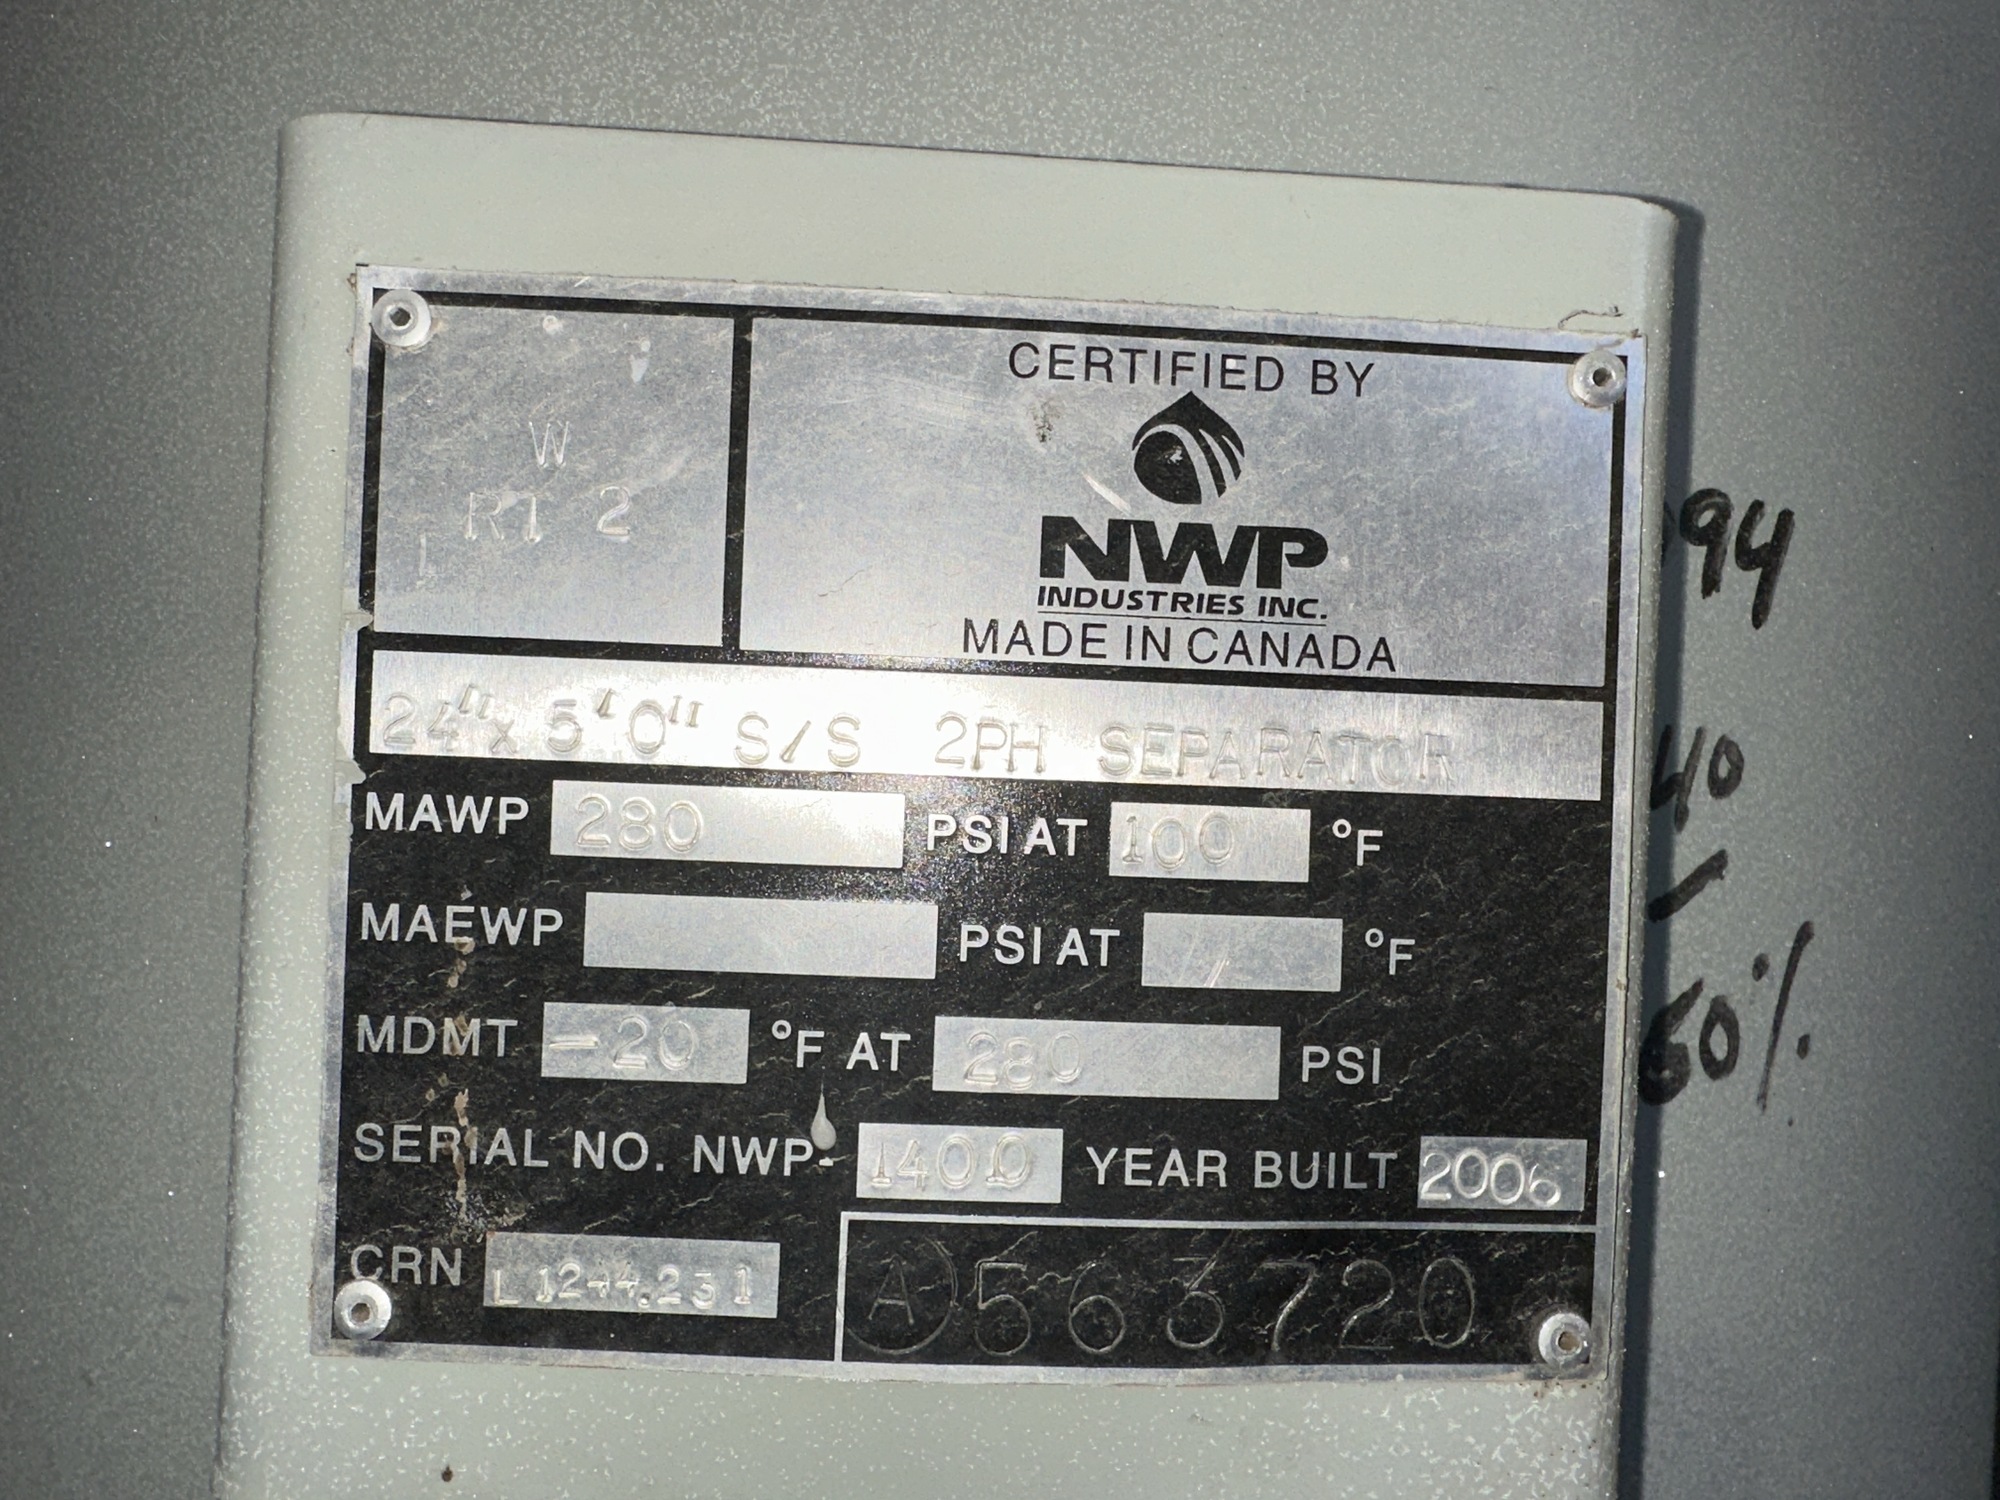 CERTIFIED BY
W
RT 2
L
NWP
INDUSTRIES INC.
MADE IN CANADA
24" x 5'0" S/S 2PH SEPARATOR
MAWP 280 PSI AT 100 °F
MAEWP PSI AT °F
MDMT -20 °F AT 280 PSI
SERIAL NO. NWP- 1400 YEAR BUILT 2006
CRN L1244.231
A 563720
94
40
-
60%